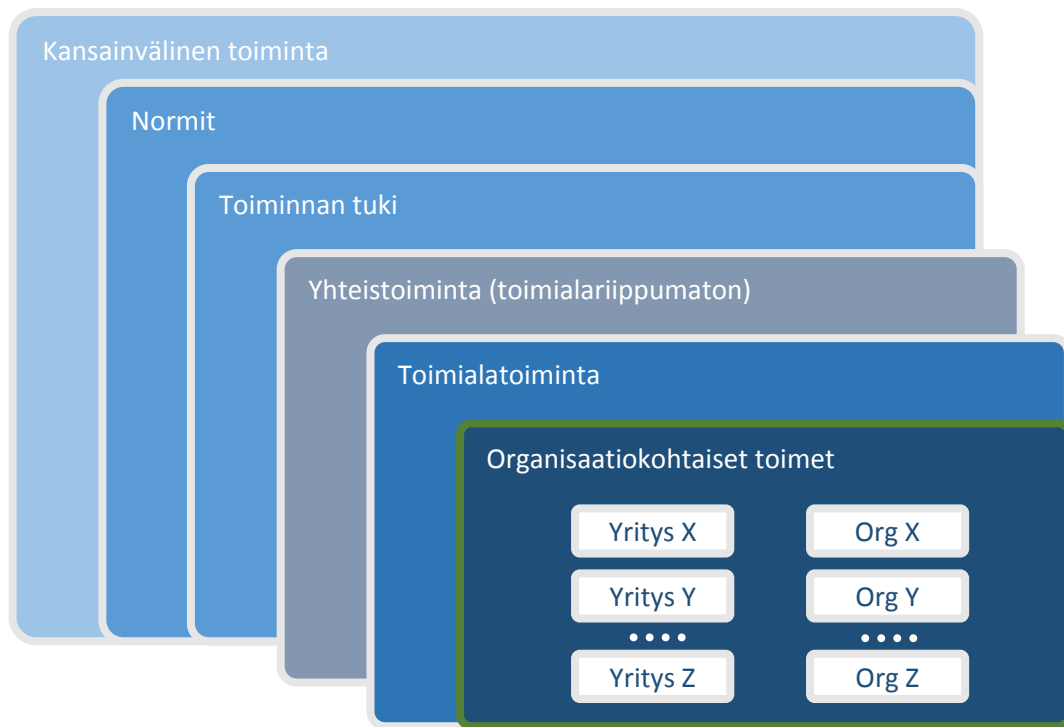 Kansainvälinen toiminta
Normit
Toiminnan tuki
Yhteistoiminta (toimialariippumaton)
Toimialatoiminta
Organisaatiokohtaiset toimet
Yritys X
Org X
Yritys Y
Org Y
....
....
Yritys Z
Org Z